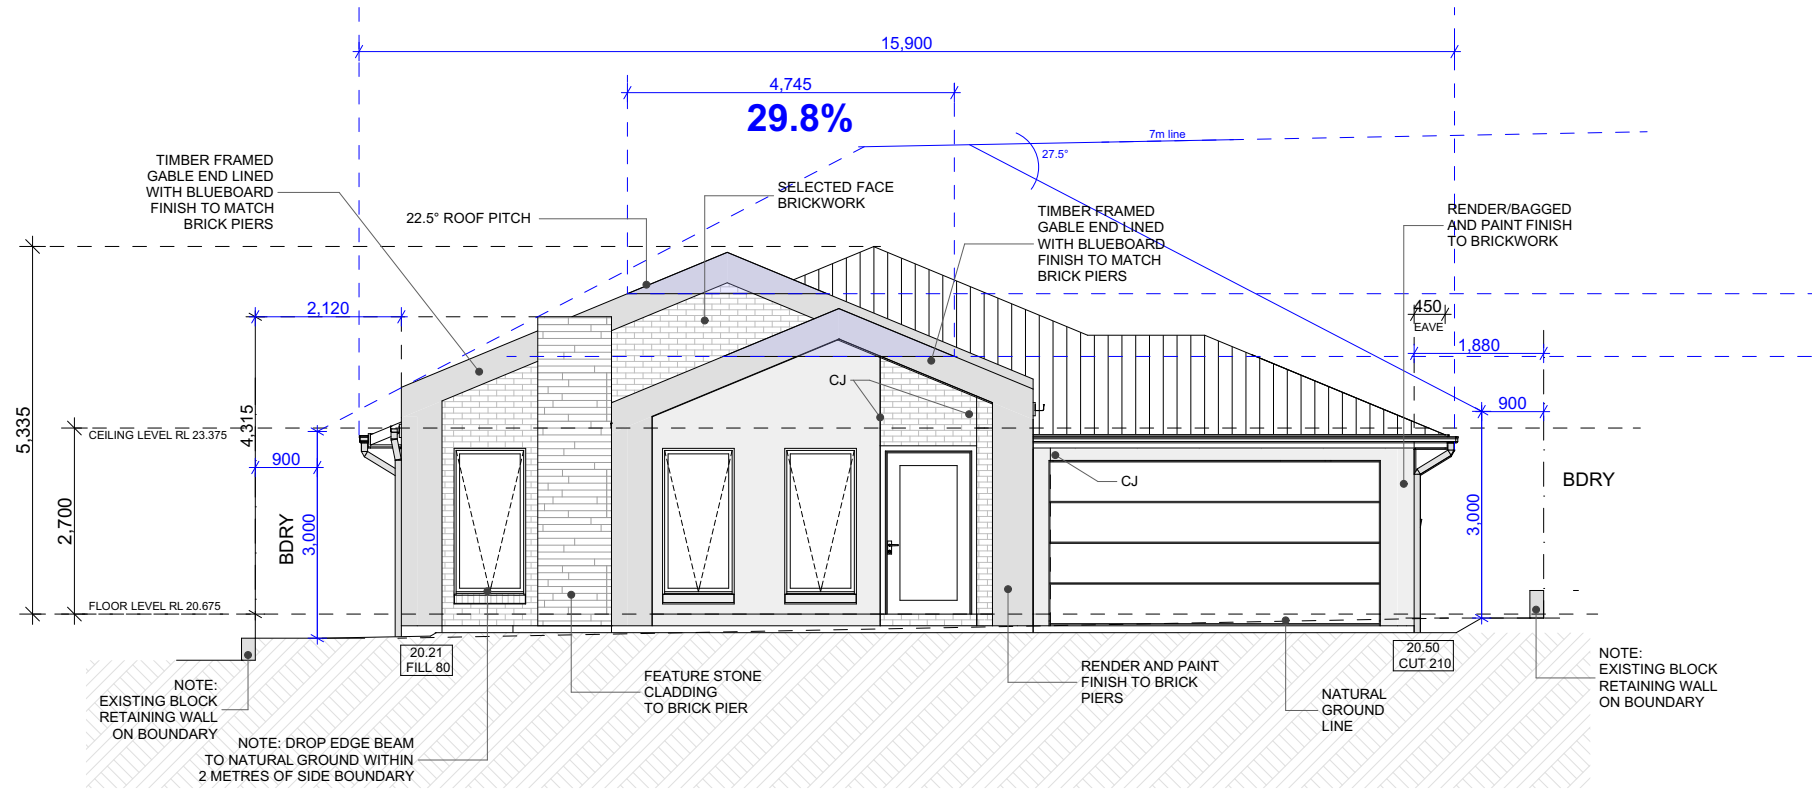 15,900
4,745
29.8%
7m line
27.5°
TIMBER FRAMED
GABLE END LINED
WITH BLUEBOARD
FINISH TO MATCH
BRICK PIERS
22.5° ROOF PITCH
SELECTED FACE
BRICKWORK
TIMBER FRAMED
GABLE END LINED
WITH BLUEBOARD
FINISH TO MATCH
BRICK PIERS
RENDER/BAGGED
AND PAINT FINISH
TO BRICKWORK
2,120
450
EAVE
1,880
900
5,335
4,315
CEILING LEVEL RL 23.375
900
2,700
BDRY
3,000
CJ
CJ
3,000
BDRY
FLOOR LEVEL RL 20.675
20.21
FILL 80
20.50
CUT 210
NOTE:
EXISTING BLOCK
RETAINING WALL
ON BOUNDARY
NOTE: DROP EDGE BEAM
TO NATURAL GROUND WITHIN
2 METRES OF SIDE BOUNDARY
FEATURE STONE
CLADDING
TO BRICK PIER
RENDER AND PAINT
FINISH TO BRICK
PIERS
NATURAL
GROUND
LINE
NOTE:
EXISTING BLOCK
RETAINING WALL
ON BOUNDARY